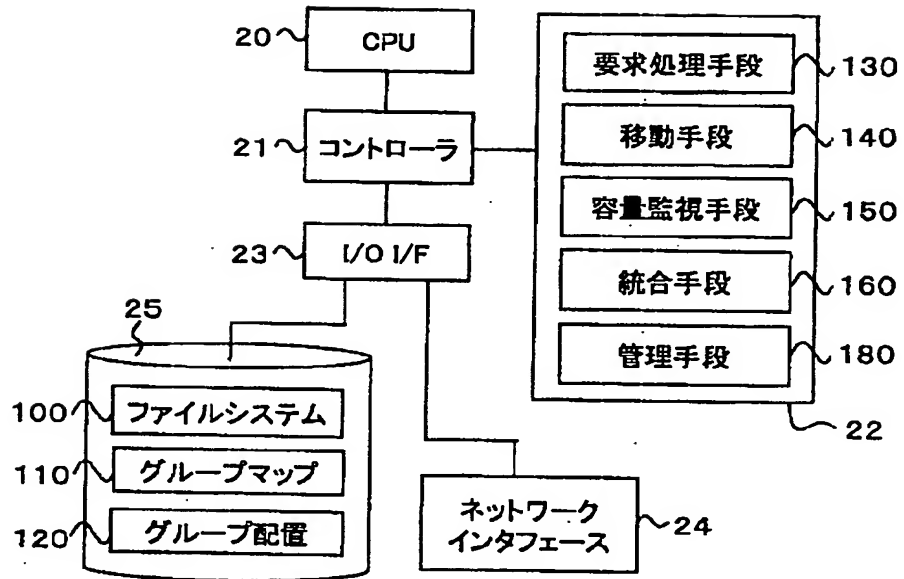 20
CPU
21
コントローラ
23
I/O I/F
要求処理手段
130
移動手段
140
容量監視手段
150
統合手段
160
管理手段
180
22
25
100
ファイルシステム
110
グループマップ
120
グループ配置
ネットワーク
インタフェース
24